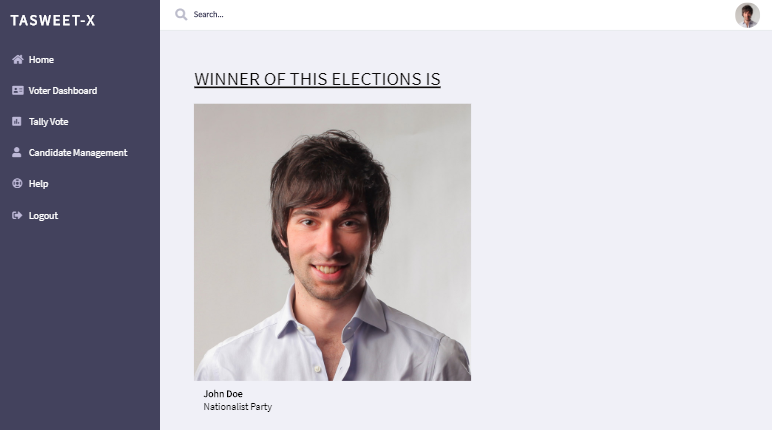 TASWEET-X
Search...
Home
Voter Dashboard
Tally Vote
Candidate Management
Help
Logout
WINNER OF THIS ELECTIONS IS
John Doe
Nationalist Party